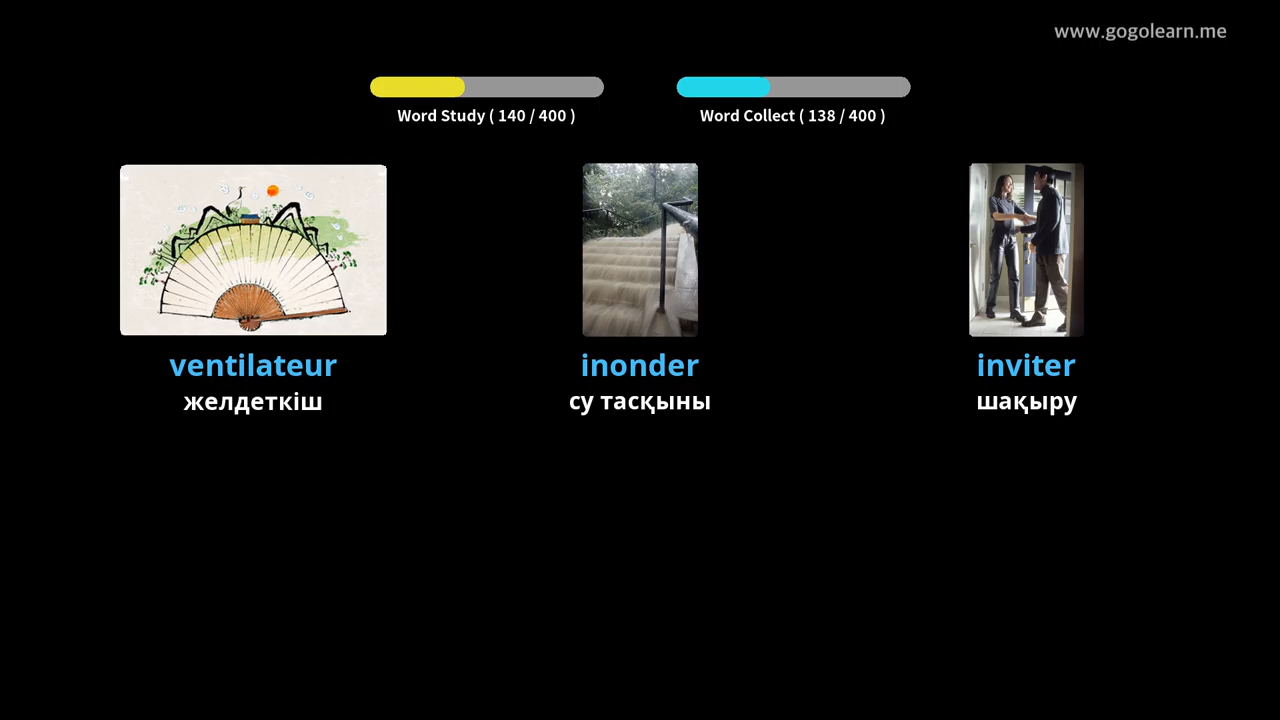 www.gogolearn.me
Word Study ( 140 / 400 )
Word Collect ( 138 / 400 )
ventilateur
желдеткіш
inonder
су тасқыны
inviter
шақыру